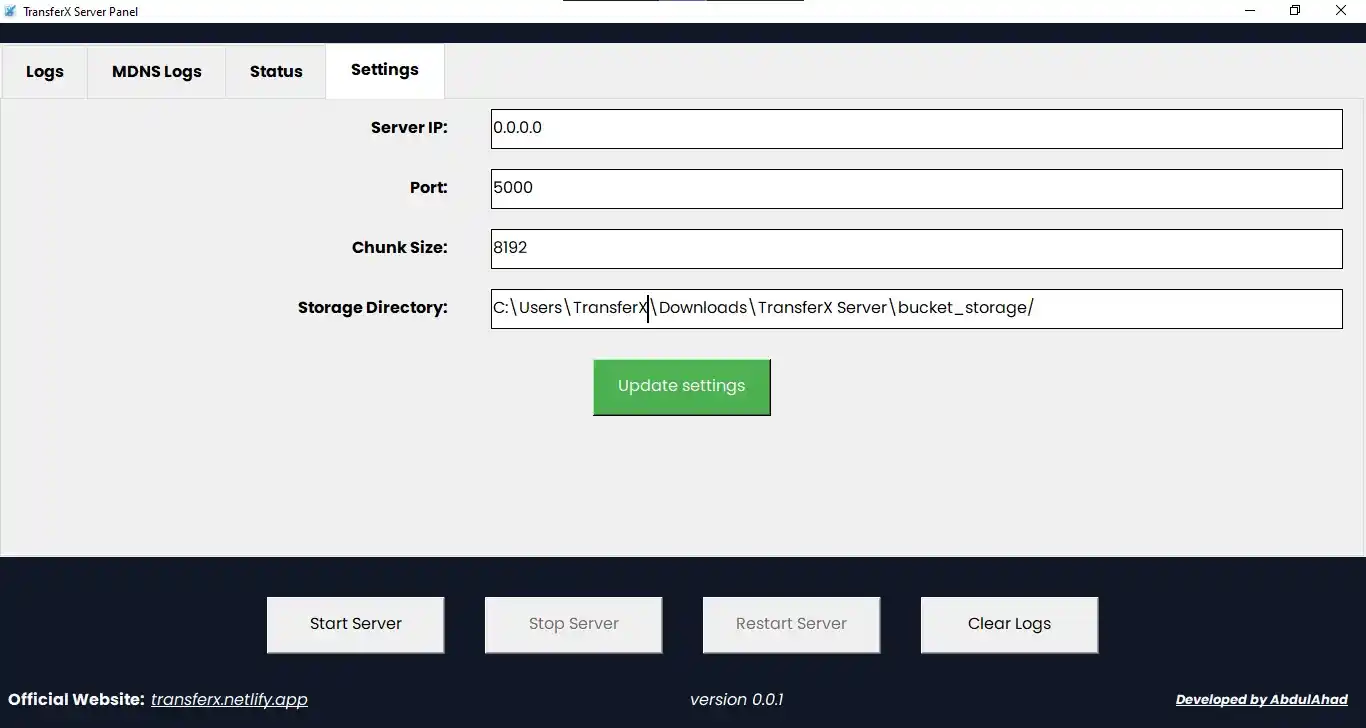 TransferX Server Panel
Logs MDNS Logs Status Settings
Server IP: 0.0.0.0
Port: 5000
Chunk Size: 8192
Storage Directory: C:\Users\TransferX\Downloads\TransferX Server\bucket_storage/
Update settings
Start Server Stop Server Restart Server Clear Logs
Official Website: transferx.netlify.app version 0.0.1 Developed by AbdulAhad